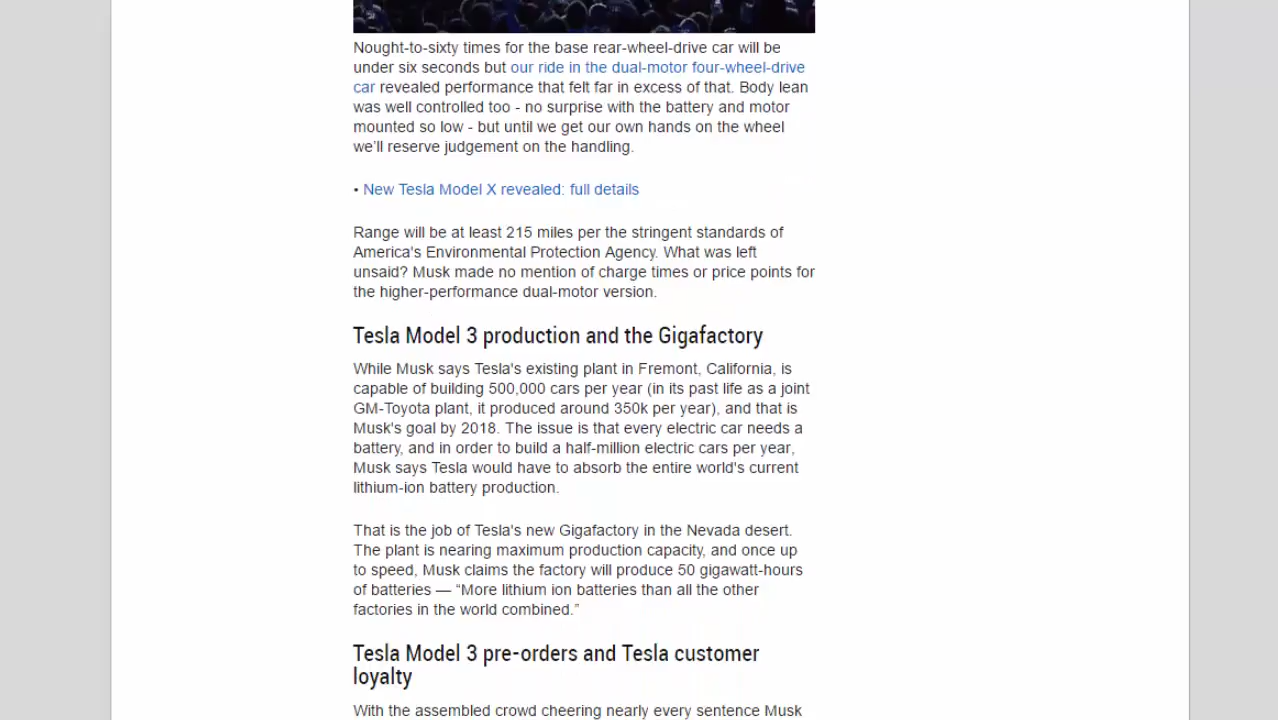 Nought-to-sixty times for the base rear-wheel-drive car will be
under six seconds but our ride in the dual-motor four-wheel-drive
car revealed performance that felt far in excess of that. Body lean
was well controlled too - no surprise with the battery and motor
mounted so low - but until we get our own hands on the wheel
we'll reserve judgement on the handling.
• New Tesla Model X revealed: full details
Range will be at least 215 miles per the stringent standards of
America's Environmental Protection Agency. What was left
unsaid? Musk made no mention of charge times or price points for
the higher-performance dual-motor version.
Tesla Model 3 production and the Gigafactory
While Musk says Tesla's existing plant in Fremont, California, is
capable of building 500,000 cars per year (in its past life as a joint
GM-Toyota plant, it produced around 350k per year), and that is
Musk's goal by 2018. The issue is that every electric car needs a
battery, and in order to build a half-million electric cars per year,
Musk says Tesla would have to absorb the entire world's current
lithium-ion battery production.
That is the job of Tesla's new Gigafactory in the Nevada desert.
The plant is nearing maximum production capacity, and once up
to speed, Musk claims the factory will produce 50 gigawatt-hours
of batteries — “More lithium ion batteries than all the other
factories in the world combined.”
Tesla Model 3 pre-orders and Tesla customer
loyalty
With the assembled crowd cheering nearly every sentence Musk